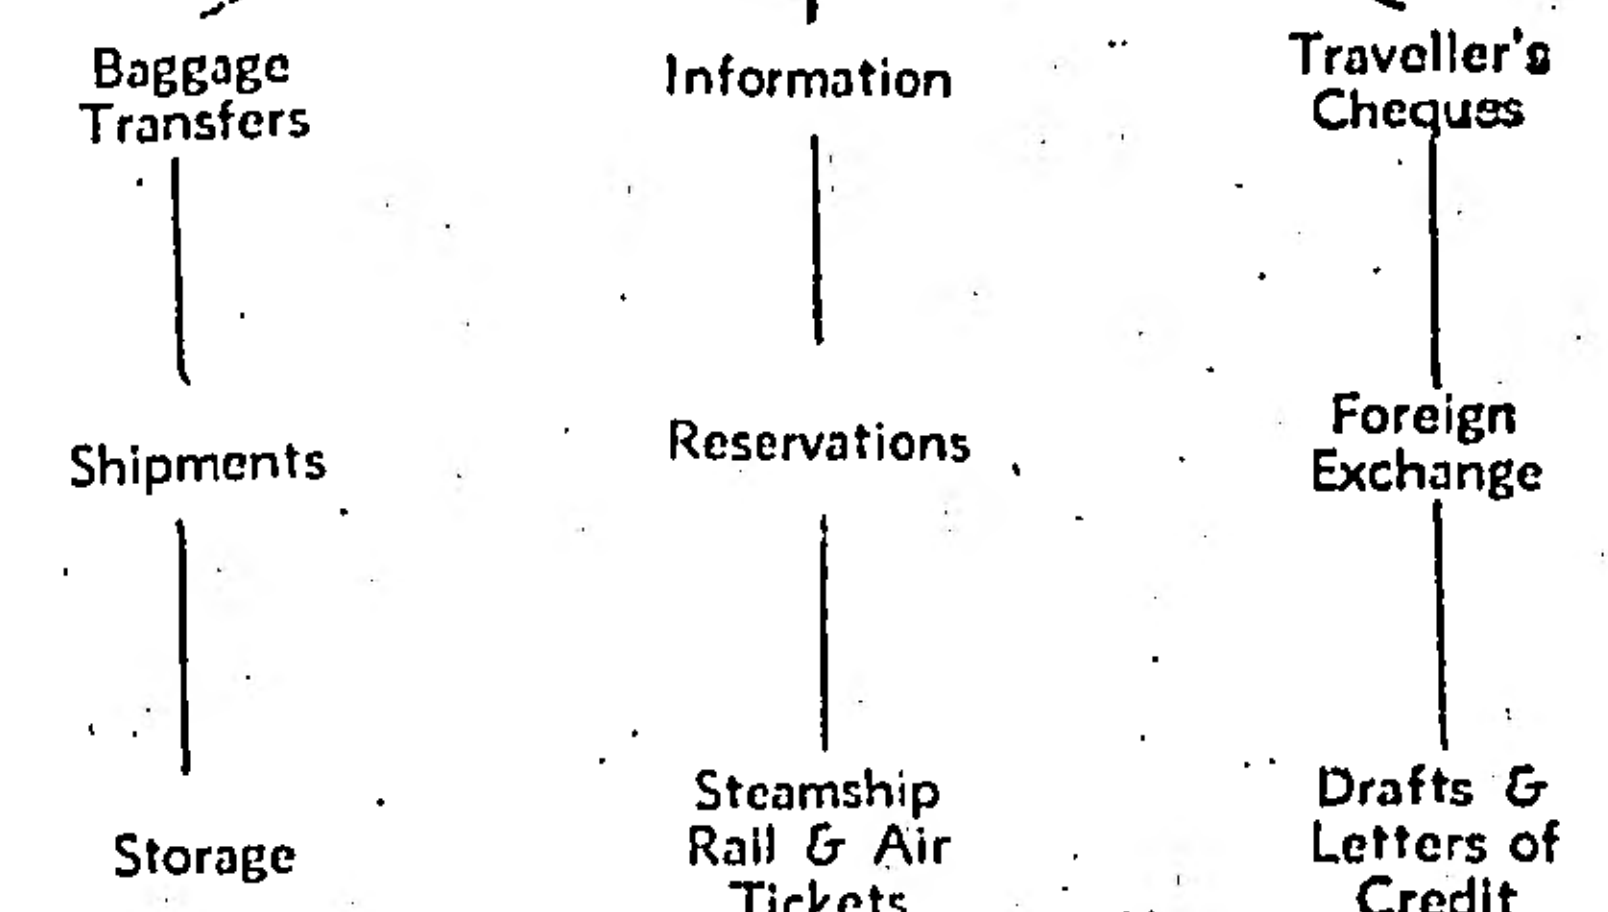 Baggage
Transfers
Information
Traveller's
Cheques
Shipments
Reservations
Foreign
Exchange
Storage
Steamship
Rail & Air
Tickets
Drafts &
Letters of
Credit